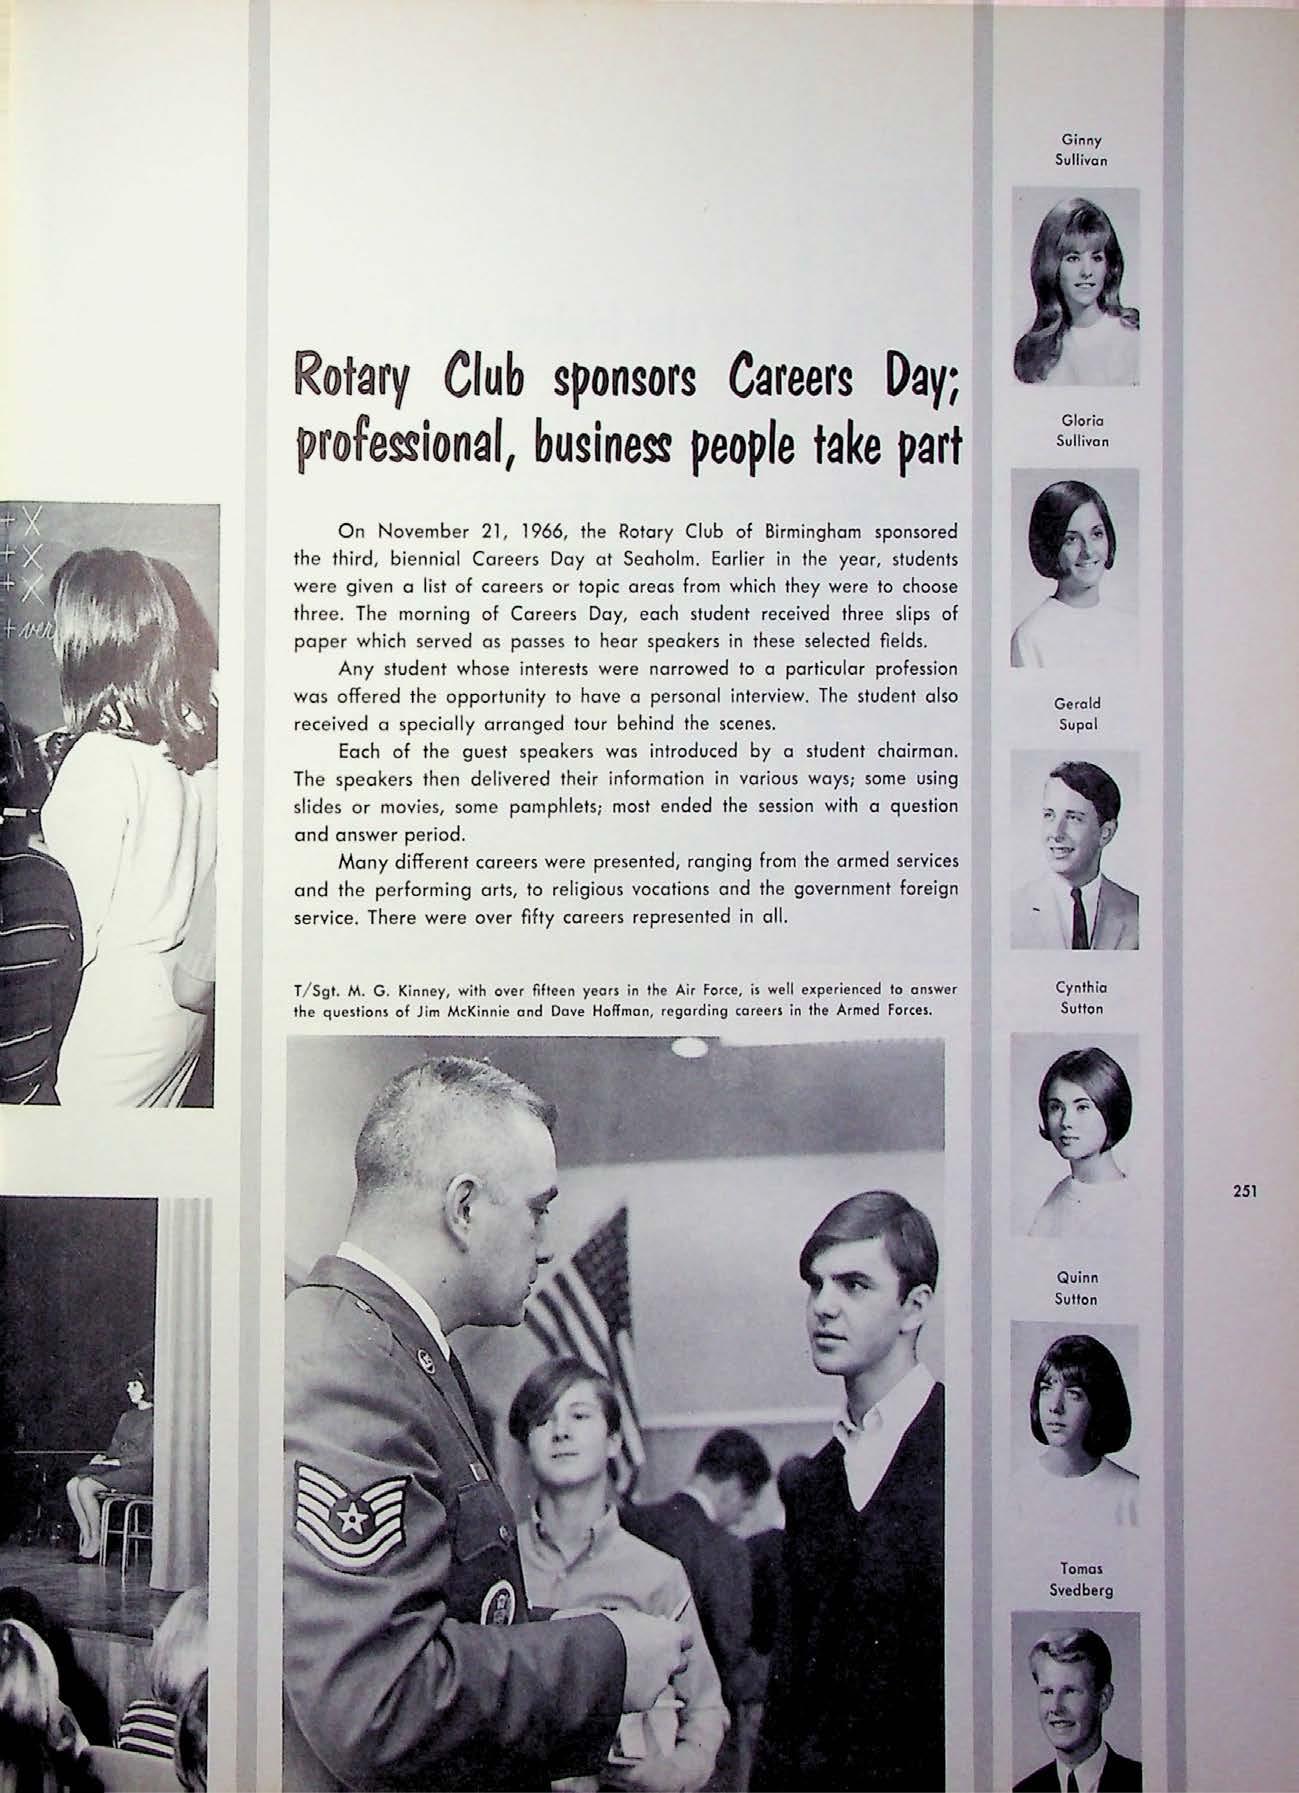 Ginny
Sullivan
Rotary Club sponsors Careers Day;
professional, business people take part
Gloria
Sullivan
+ X
+ X
+ X
+ ver
On November 21, 1966, the Rotary Club of Birmingham sponsored
the third, biennial Careers Day at Seaholm. Earlier in the year, students
were given a list of careers or topic areas from which they were to choose
three. The morning of Careers Day, each student received three slips of
paper which served as passes to hear speakers in these selected fields.
Any student whose interests were narrowed to a particular profession
was offered the opportunity to have a personal interview. The student also
received a specially arranged tour behind the scenes.
Each of the guest speakers was introduced by a student chairman.
The speakers then delivered their information in various ways; some using
slides or movies, some pamphlets; most ended the session with a question
and answer period.
Many different careers were presented, ranging from the armed services
and the performing arts, to religious vocations and the government foreign
service. There were over fifty careers represented in all.
Gerald
Supal
T/Sgt. M. G. Kinney, with over fifteen years in the Air Force, is well experienced to answer
the questions of Jim McKinnie and Dave Hoffman, regarding careers in the Armed Forces.
Cynthia
Sutton
251
Quinn
Sutton
Tomas
Svedberg